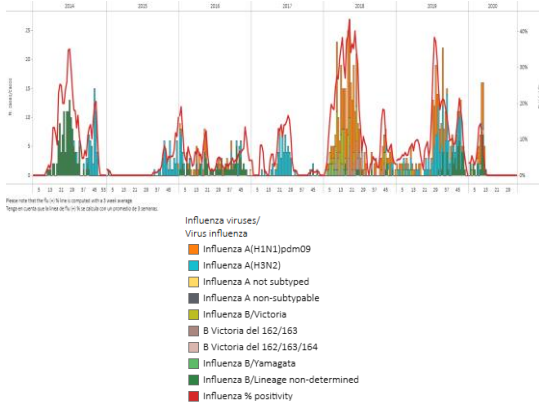 2014 2015 2016 2017 2018 2019 2020
25
20
15
10
5
0
40%
30%
20%
10%
0%
Please note that the flu (+) % line is computed with a 3 week average.
Tenga en cuenta que la línea de flu (+) % se calcula con un promedio de 3 semanas.
Influenza viruses/
Virus influenza
Influenza A(H1N1)pdm09
Influenza A(H3N2)
Influenza A not subtyped
Influenza A non-subtypable
Influenza B/Victoria
B Victoria del 162/163
B Victoria del 162/163/164
Influenza B/Yamagata
Influenza B/Lineage non-determined
Influenza % positivity